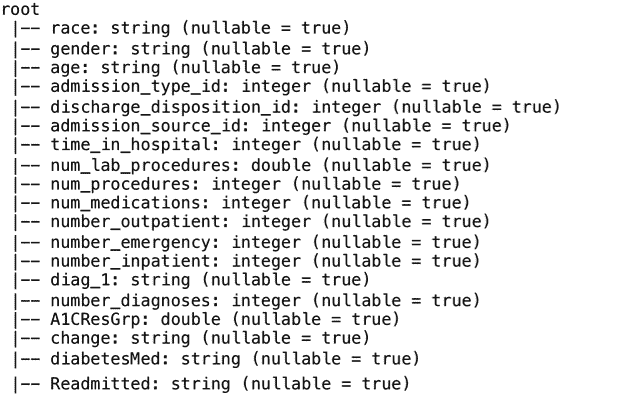 root
 |-- race: string (nullable = true)
 |-- gender: string (nullable = true)
 |-- age: string (nullable = true)
 |-- admission_type_id: integer (nullable = true)
 |-- discharge_disposition_id: integer (nullable = true)
 |-- admission_source_id: integer (nullable = true)
 |-- time_in_hospital: integer (nullable = true)
 |-- num_lab_procedures: double (nullable = true)
 |-- num_procedures: integer (nullable = true)
 |-- num_medications: integer (nullable = true)
 |-- number_outpatient: integer (nullable = true)
 |-- number_emergency: integer (nullable = true)
 |-- number_inpatient: integer (nullable = true)
 |-- diag_1: string (nullable = true)
 |-- number_diagnoses: integer (nullable = true)
 |-- A1CResGrp: double (nullable = true)
 |-- change: string (nullable = true)
 |-- diabetesMed: string (nullable = true)
 |-- Readmitted: string (nullable = true)